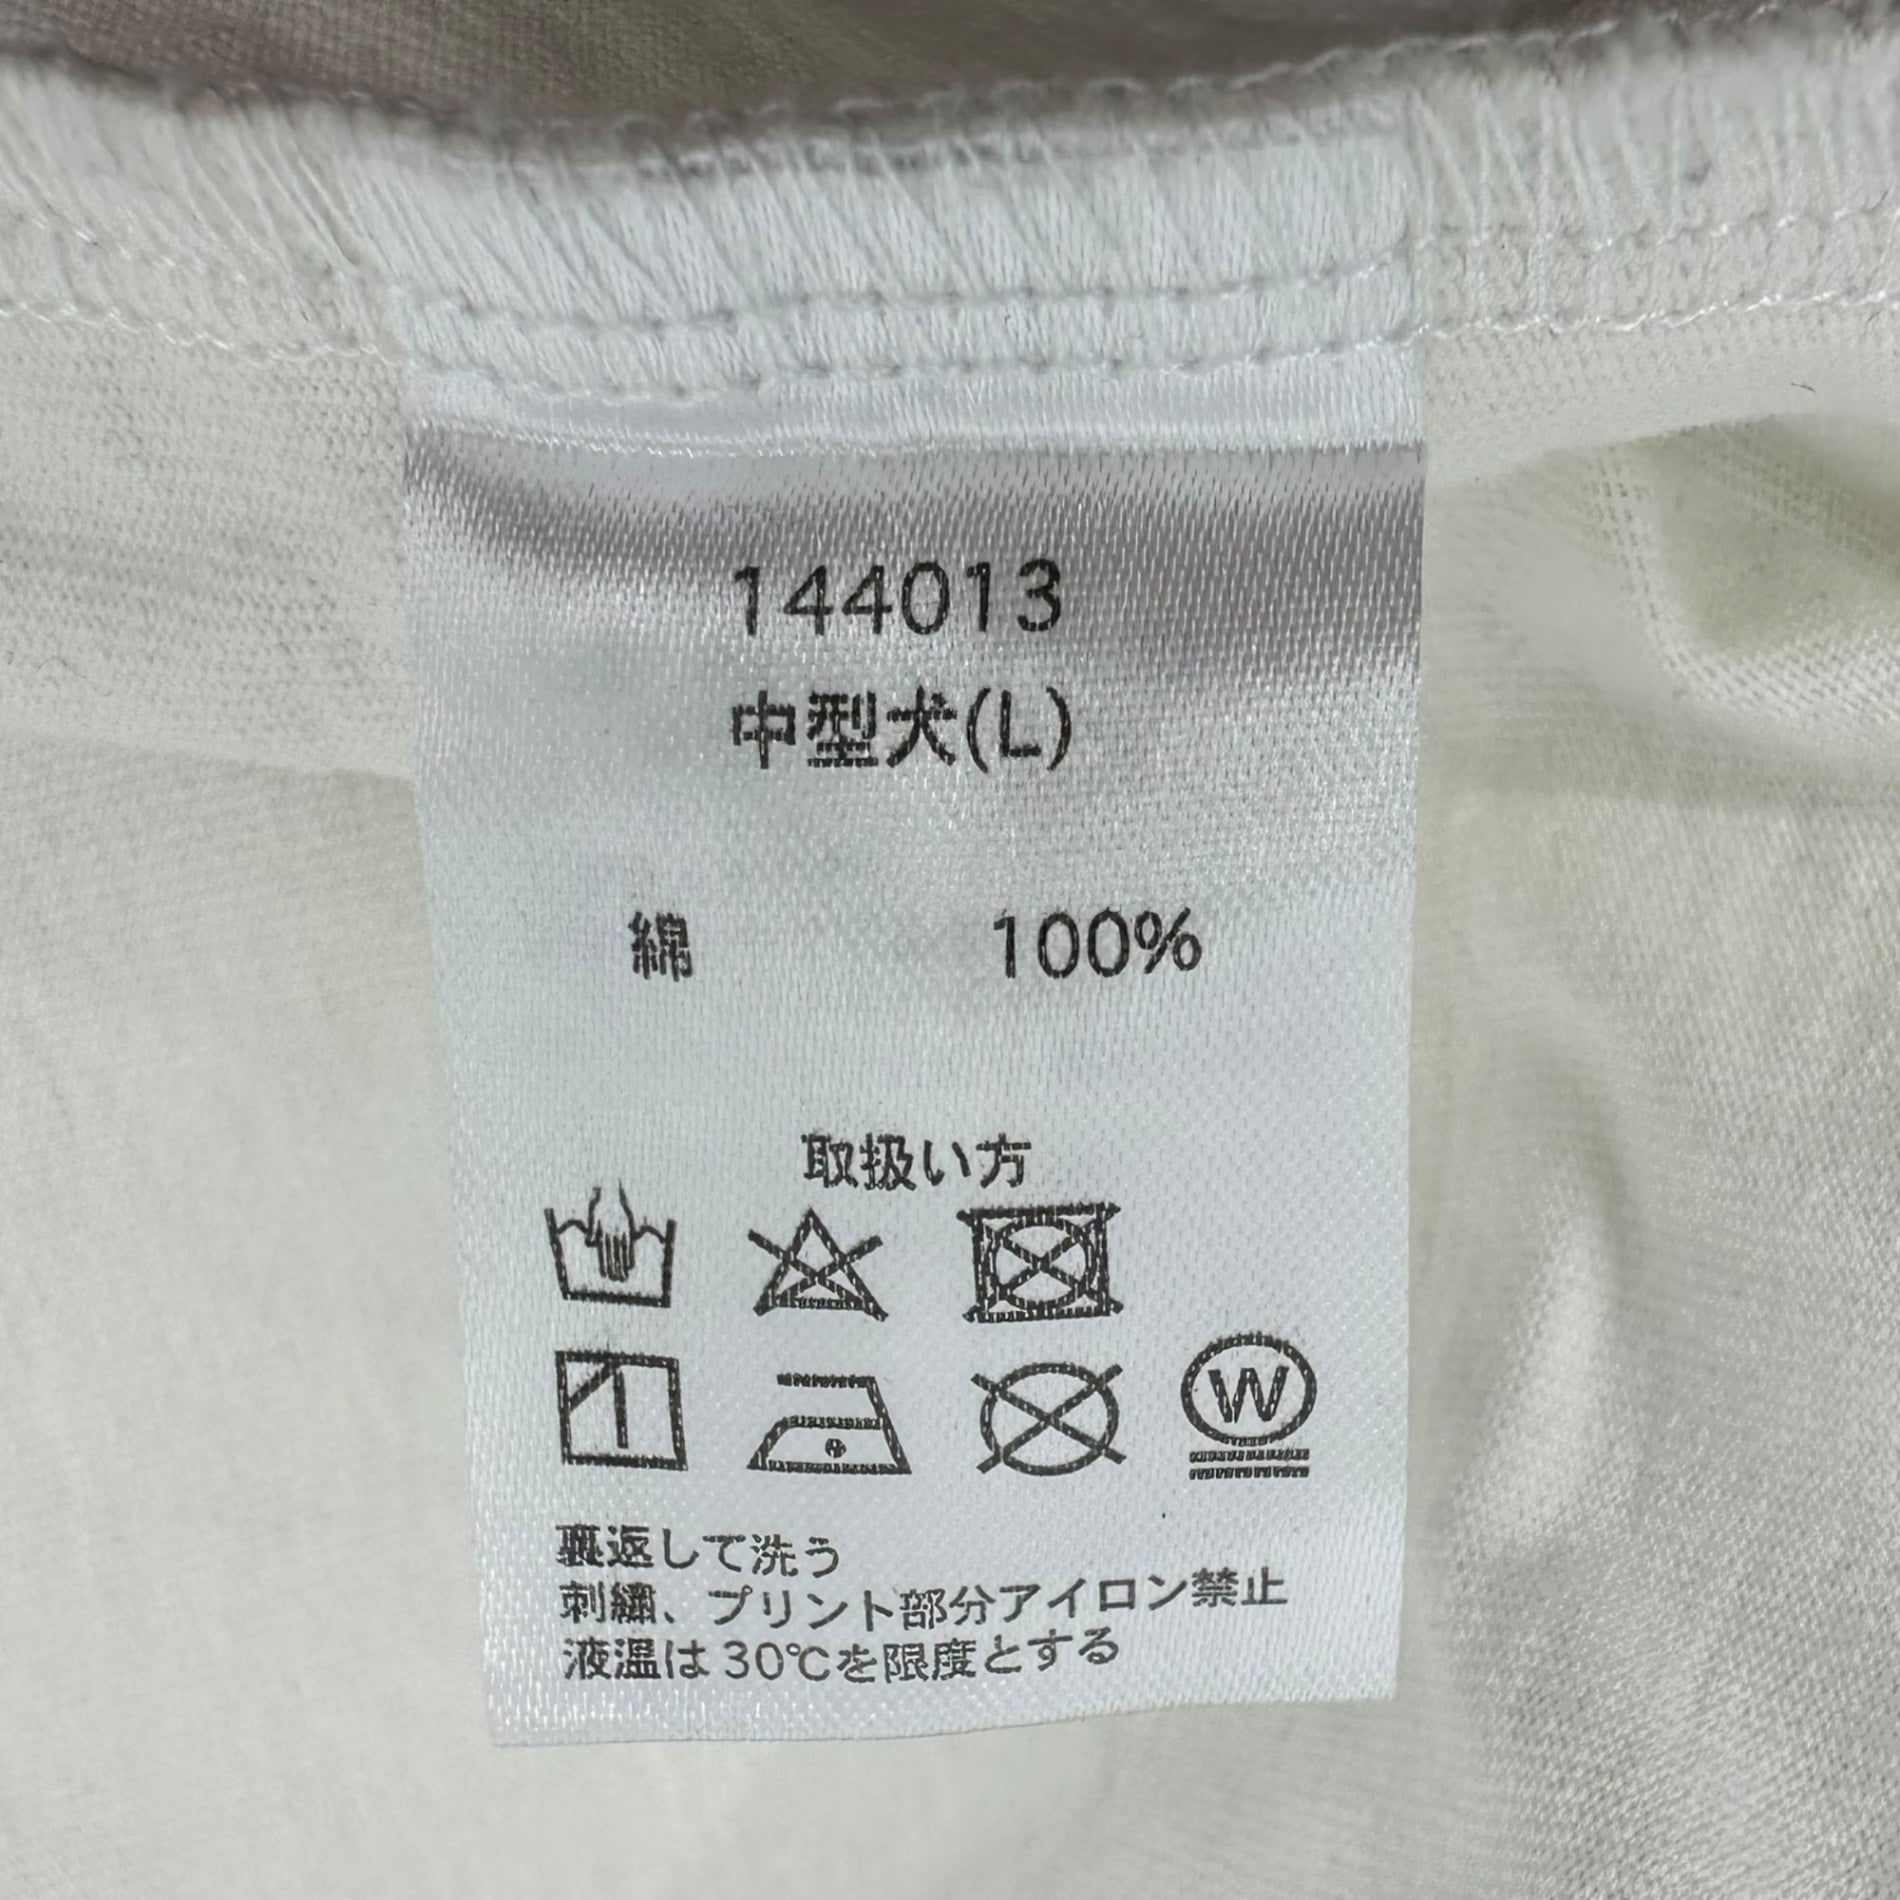 144013
中型犬(L)
綿 100%
取扱い方
W
裏返して洗う
刺繍、プリント部分アイロン禁止
液温は30℃を限度とする